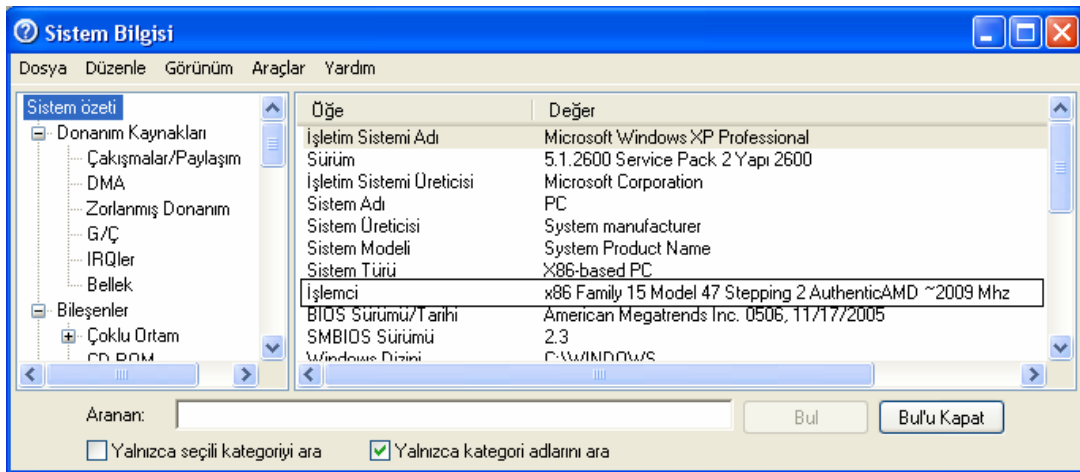 Sistem Bilgisi
Dosya Düzenle Görünüm Araçlar Yardım
Sistem özeti
Donanım Kaynakları
Çakışmalar/Paylaşım
DMA
Zorlanmış Donanım
G/Ç
IRQler
Bellek
Bileşenler
Çoklu Ortam
CD-ROM
Öğe Değer
İşletim Sistemi Adı Microsoft Windows XP Professional
Sürüm 5.1.2600 Service Pack 2 Yapı 2600
İşletim Sistemi Üreticisi Microsoft Corporation
Sistem Adı PC
Sistem Üreticisi System manufacturer
Sistem Modeli System Product Name
Sistem Türü X86-based PC
İşlemci x86 Family 15 Model 47 Stepping 2 AuthenticAMD ~2009 Mhz
BIOS Sürümü/Tarihi American Megatrends Inc. 0506, 11/17/2005
SMBIOS Sürümü 2.3
Windows Dizini C:\WINDOWS
Aranan: Bul Bul'u Kapat
Yalnızca seçili kategoriyi ara Yalnızca kategori adlarını ara